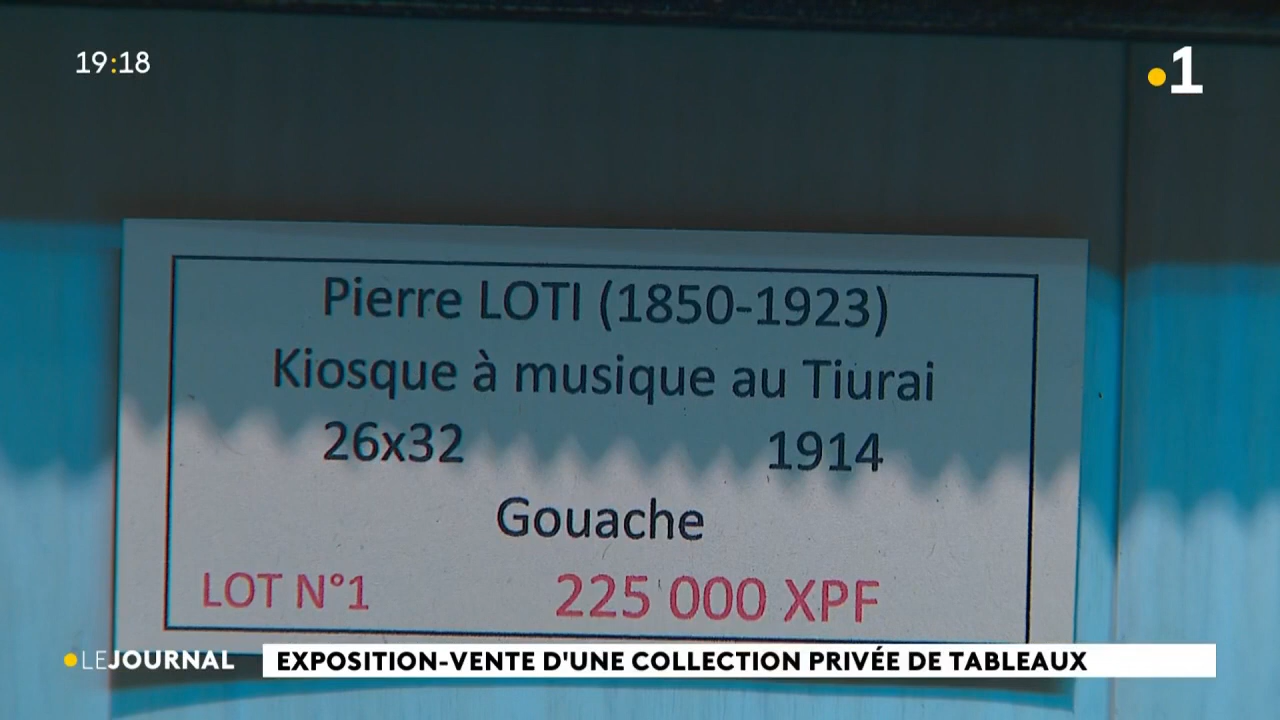 19:18
1
Pierre LOTI (1850-1923)
Kiosque à musique au Tiurai
26x32 1914
Gouache
LOT N°1 225 000 XPF
LEJOURNAL EXPOSITION-VENTE D'UNE COLLECTION PRIVÉE DE TABLEAUX